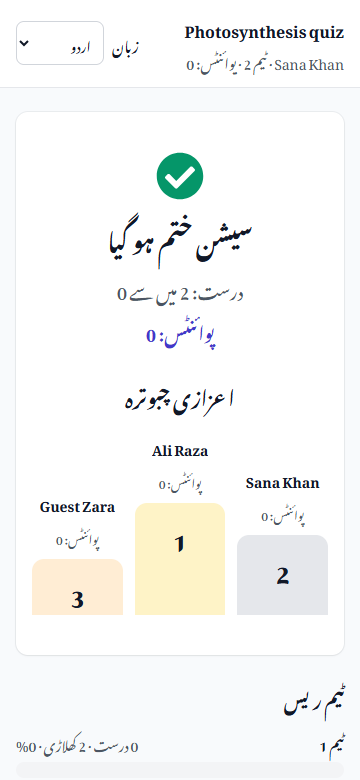 Photosynthesis quiz
Sana Khan · ٹیم 2 · پوائنٹس: 0
زبان
اردو
سیشن ختم ہو گیا
درست: 2 میں سے 0
پوائنٹس: 0
اعزازی چبوترہ
Ali Raza
پوائنٹس: 0
1
Sana Khan
پوائنٹس: 0
2
Guest Zara
پوائنٹس: 0
3
ٹیم ریس
ٹیم 1
0 درست · 2 کھلاڑی · 0%